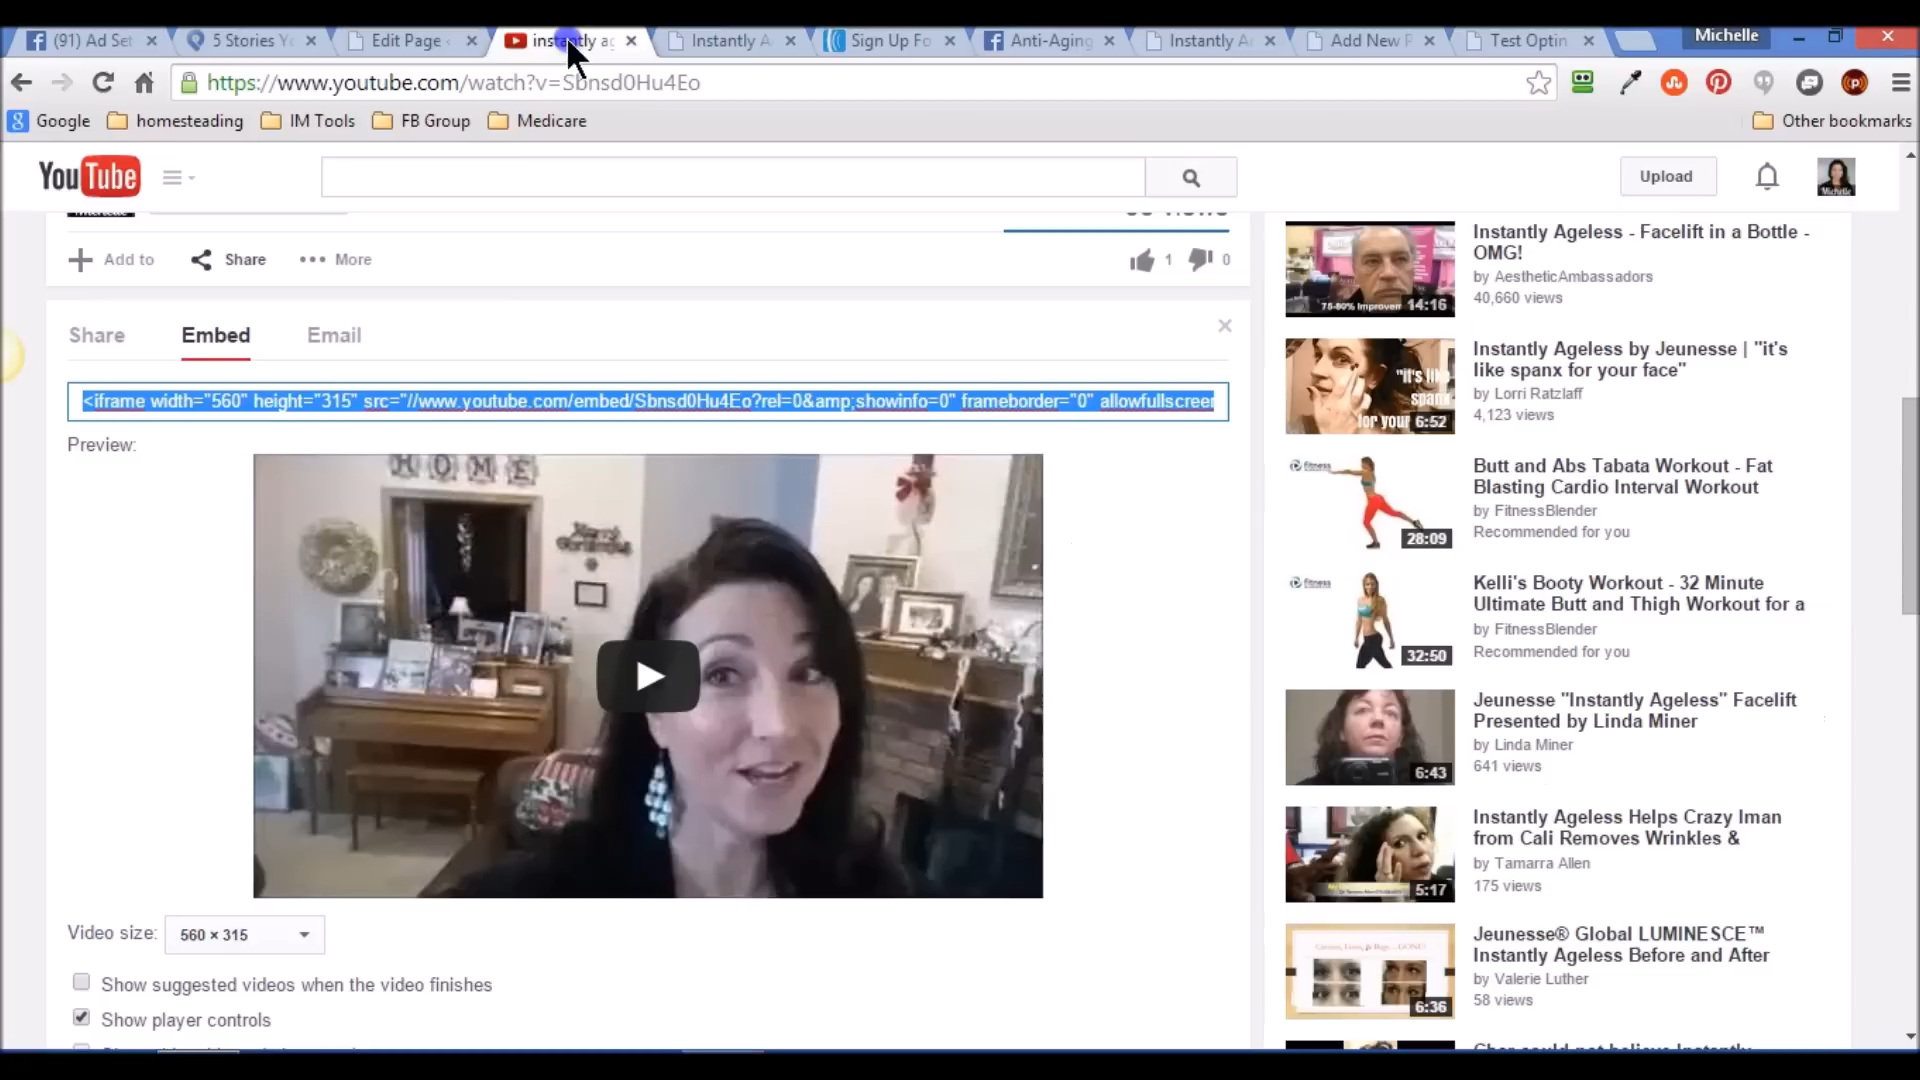 (91) Ad Set
5 Stories Y
Edit Page
instantly ag
Instantly A
Sign Up Fo
Anti-Aging
Instantly A
Add New P
Test Optin
Michelle
https://www.youtube.com/watch?v=Sbnsd0Hu4Eo
Google homesteading IM Tools FB Group Medicare Other bookmarks
YouTube
Upload
Michelle
Add to Share More 1 0
Share Embed Email
<iframe width="560" height="315" src="//www.youtube.com/embed/Sbnsd0Hu4Eo?rel=0&amp;showinfo=0" frameborder="0" allowfullscreen
Preview:
HOME
Video size: 560 × 315
Show suggested videos when the video finishes
Show player controls
Instantly Ageless - Facelift in a Bottle -
OMG!
by AestheticAmbassadors
40,660 views
14:16
Instantly Ageless by Jeunesse | "it's
like spanx for your face"
by Lorri Ratzlaff
4,123 views
"it's like
spanx
for your
6:52
Butt and Abs Tabata Workout - Fat
Blasting Cardio Interval Workout
by FitnessBlender
Recommended for you
fitness
28:09
Kelli's Booty Workout - 32 Minute
Ultimate Butt and Thigh Workout for a
by FitnessBlender
Recommended for you
fitness
32:50
Jeunesse "Instantly Ageless" Facelift
Presented by Linda Miner
by Linda Miner
641 views
6:43
Instantly Ageless Helps Crazy Iman
from Cali Removes Wrinkles &
by Tamarra Allen
175 views
5:17
Jeunesse® Global LUMINESCE™
Instantly Ageless Before and After
by Valerie Luther
58 views
6:36